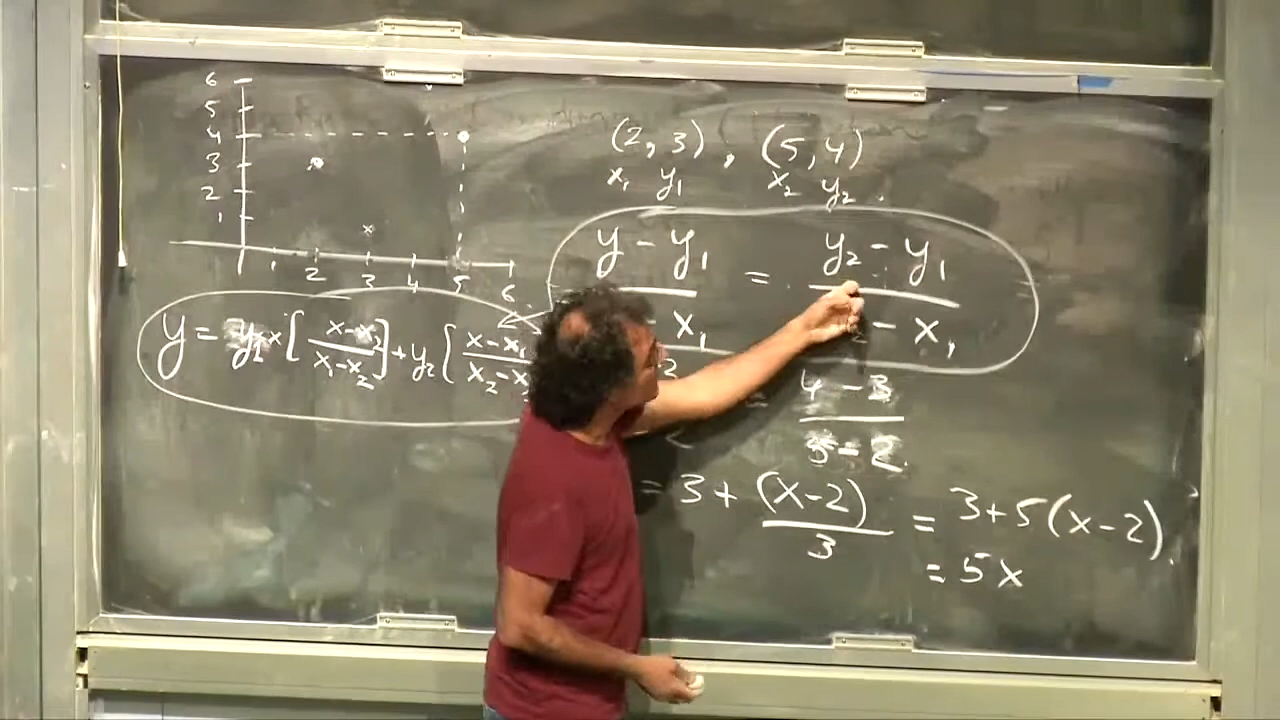 6
5
4
3
2
1
1 2 3 4 5 6
(2, 3) , (5, 4)
x₁ y₁ x₂ y₂
y - y₁ = y₂ - y₁
x₁ - x₁
y = y₁ x [ x-x₂ / x₁-x₂ ] + y₂ [ x-x₁ / x₂-x
2 = 4 - 3
2 5 - 2
= 3 + (x-2) / 3 = 3+5(x-2)
= 5x